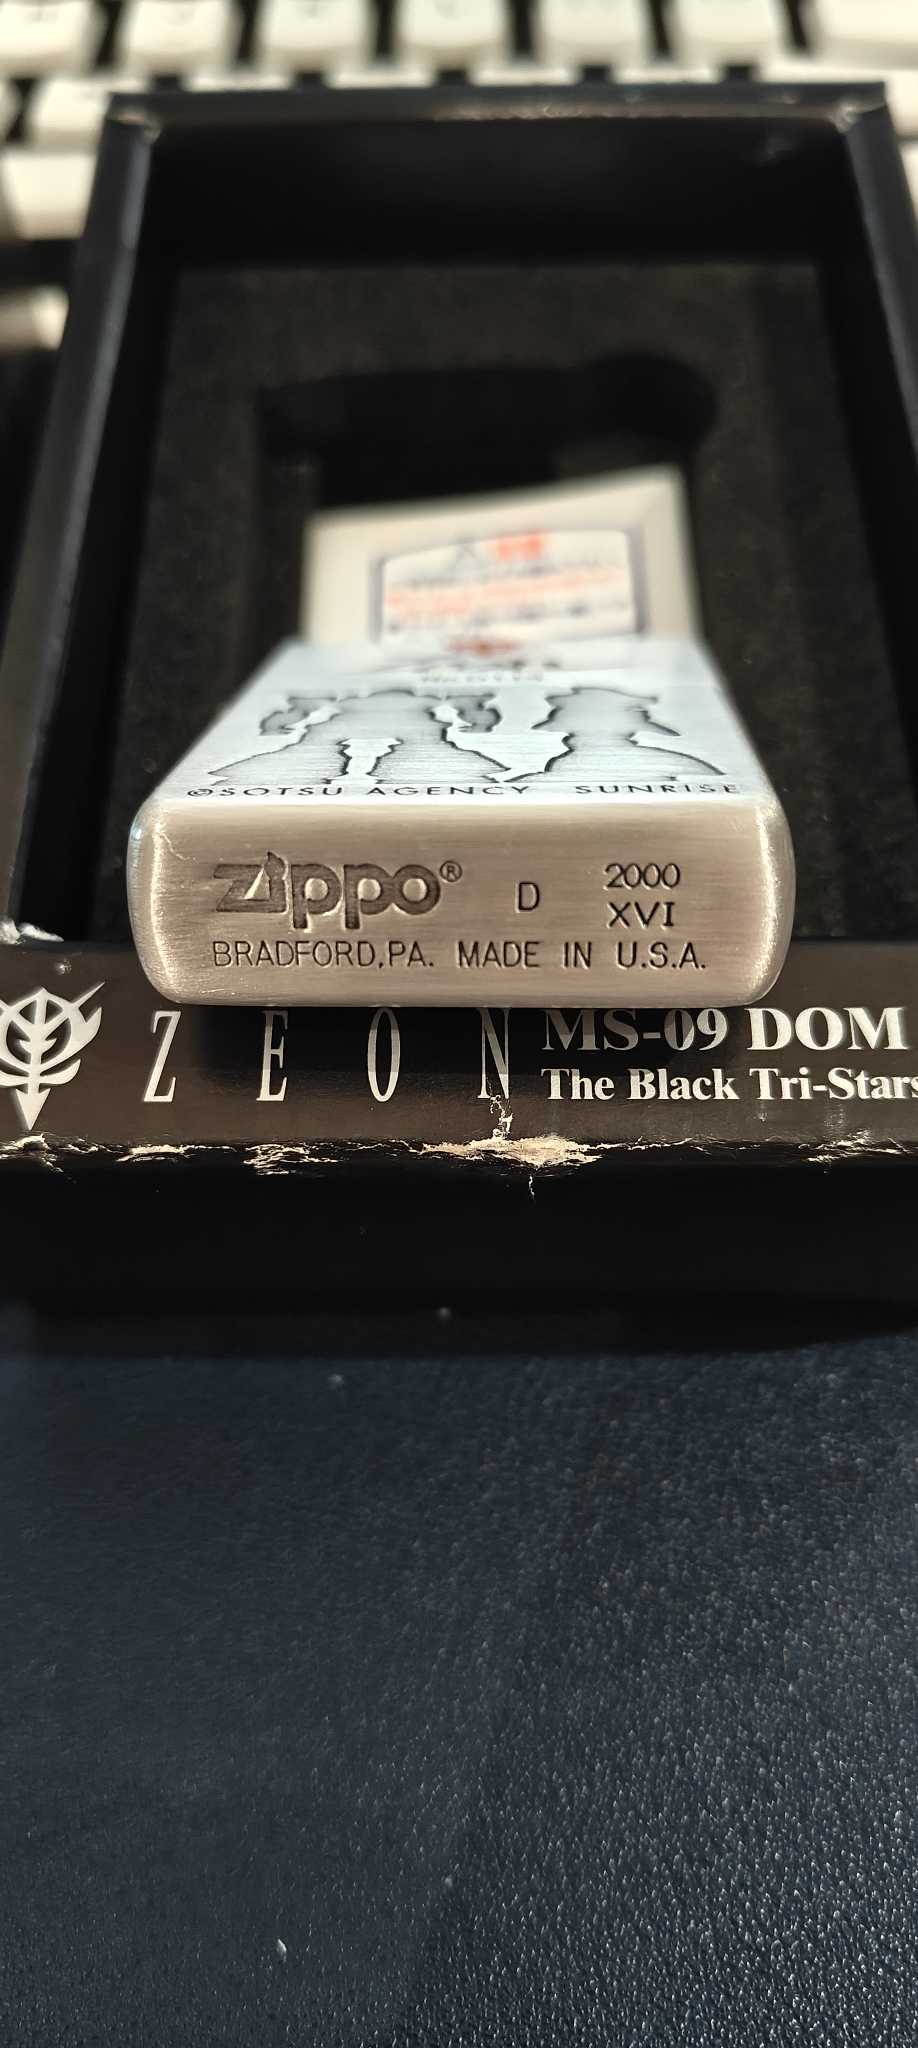 ©SOTSU AGENCY SUNRISE
Zippo® D 2000
XVI
BRADFORD,PA. MADE IN U.S.A.
ZEON MS-09 DOM
The Black Tri-Stars